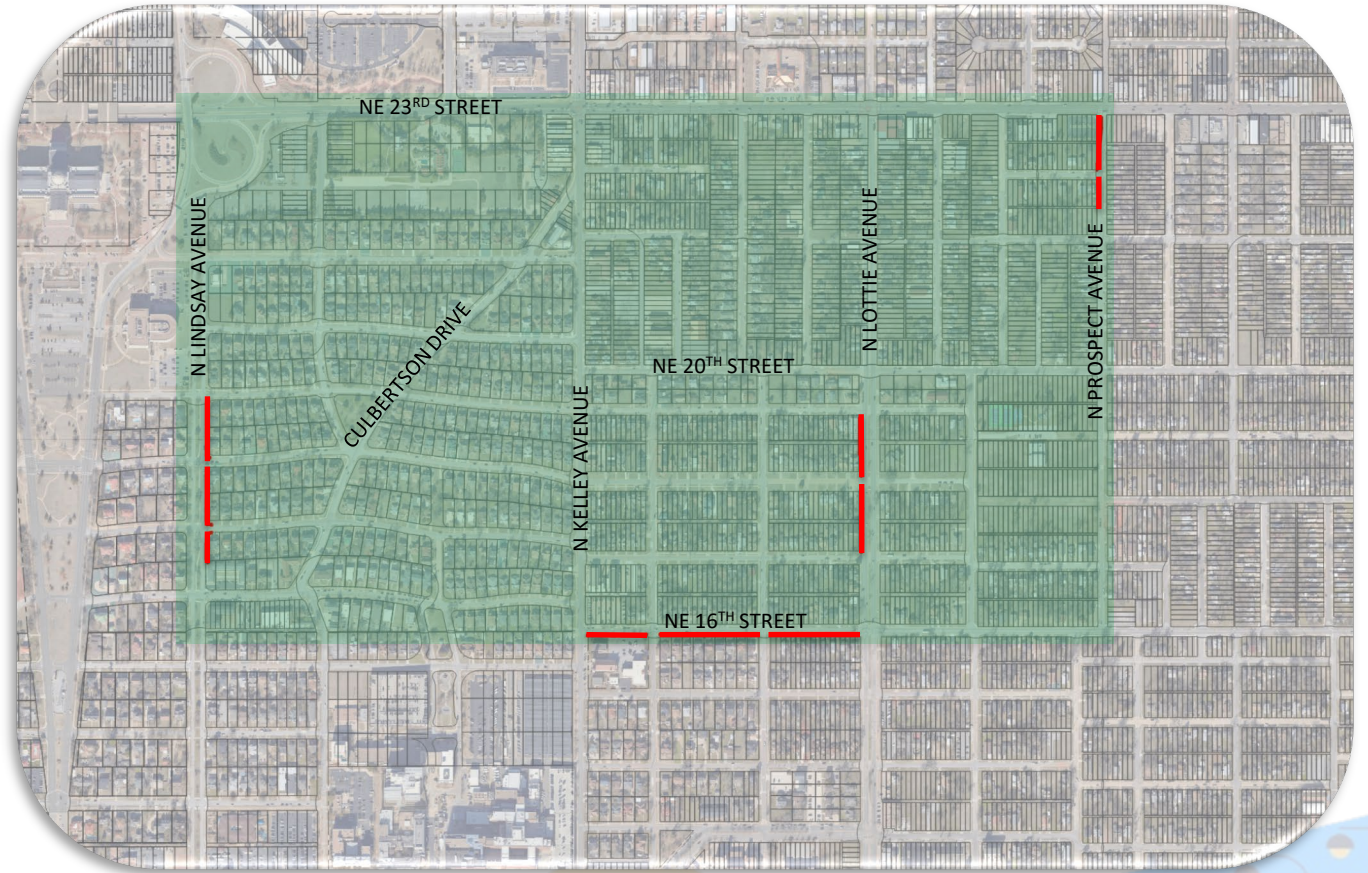 NE 23RD STREET
N LINDSAY AVENUE
CULBERTSON DRIVE
N LOTTIE AVENUE
N PROSPECT AVENUE
NE 20TH STREET
N KELLEY AVENUE
NE 16TH STREET